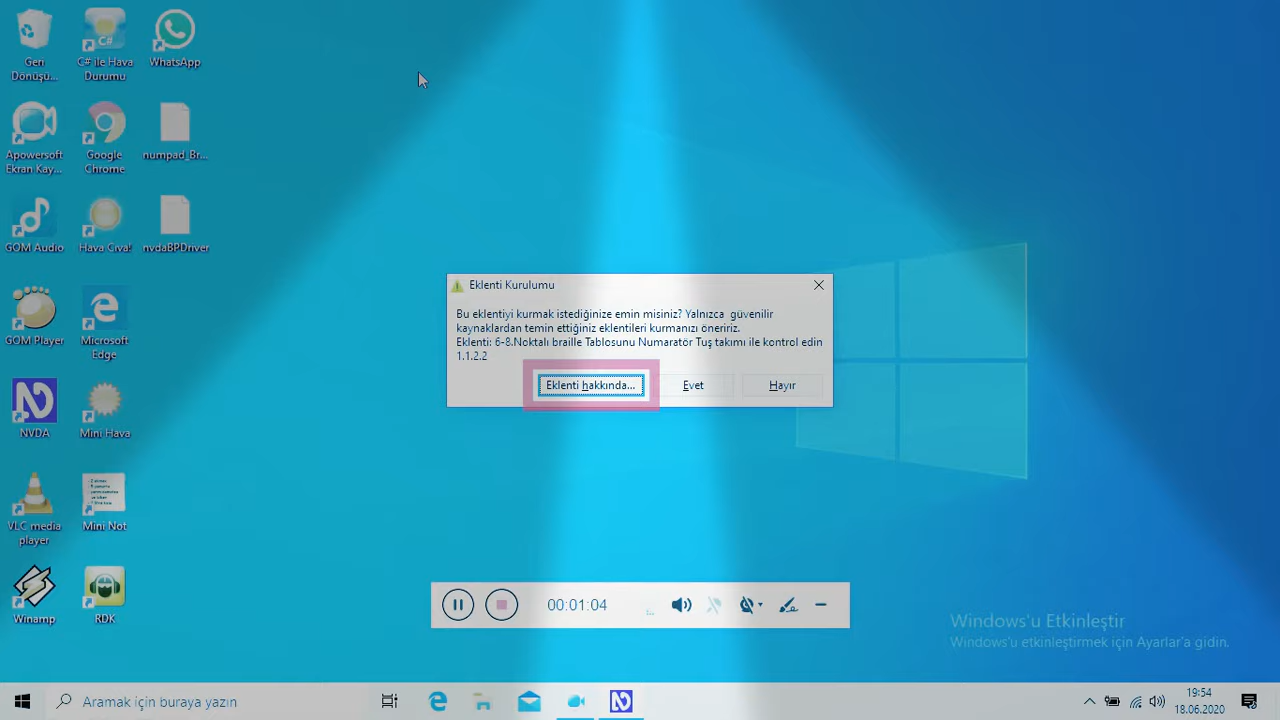 Geri Dönüşü...
C# ile Hava Durumu
WhatsApp
Apowersoft Ekran Kay...
Google Chrome
numpad_Br...
GOM Audio
Hava Cıva!
nvdaBPDriver
GOM Player
Microsoft Edge
NVDA
Mini Hava
VLC media player
Mini Not
Winamp
RDK
Eklenti Kurulumu
Bu eklentiyi kurmak istediğinize emin misiniz? Yalnızca güvenilir
kaynaklardan temin ettiğiniz eklentileri kurmanızı öneririz.
Eklenti: 6-8.Noktalı braille Tablosunu Numaratör Tuş takımı ile kontrol edin
1.1.2.2
Eklenti hakkında...
Evet
Hayır
00:01:04
Windows'u Etkinleştir
Windows'u etkinleştirmek için Ayarlar'a gidin.
Aramak için buraya yazın
19:54
18.06.2020